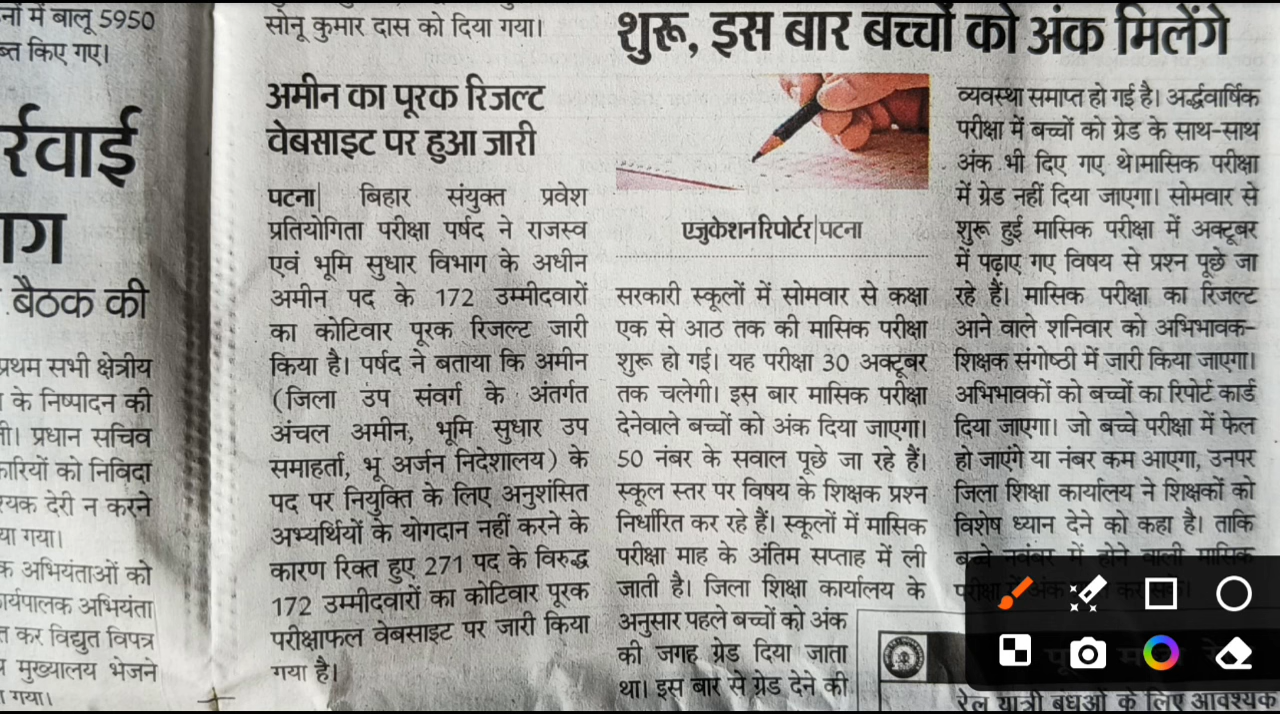 नों में बालू 5950
ब्त किए गए।
र्रवाई
ाग
बैठक की
प्रथम सभी क्षेत्रीय
के निष्पादन की
ी। प्रधान सचिव
कारियों को निविदा
श्यक देरी न करने
या गया।
क अभियंताओं को
ार्यपालक अभियंता
त कर विद्युत विपत्र
मुख्यालय भेजने
ा गया।
सोनू कुमार दास को दिया गया।
अमीन का पूरक रिजल्ट
वेबसाइट पर हुआ जारी
पटना| बिहार संयुक्त प्रवेश
प्रतियोगिता परीक्षा पर्षद ने राजस्व
एवं भूमि सुधार विभाग के अधीन
अमीन पद के 172 उम्मीदवारों
का कोटिवार पूरक रिजल्ट जारी
किया है। पर्षद ने बताया कि अमीन
(जिला उप संवर्ग के अंतर्गत
अंचल अमीन, भूमि सुधार उप
समाहर्ता, भू अर्जन निदेशालय) के
पद पर नियुक्ति के लिए अनुशंसित
अभ्यर्थियों के योगदान नहीं करने के
कारण रिक्त हुए 271 पद के विरुद्ध
172 उम्मीदवारों का कोटिवार पूरक
परीक्षाफल वेबसाइट पर जारी किया
गया है।
शुरू, इस बार बच्चों को अंक मिलेंगे
एजुकेशन रिपोर्टर|पटना
सरकारी स्कूलों में सोमवार से कक्षा
एक से आठ तक की मासिक परीक्षा
शुरू हो गई। यह परीक्षा 30 अक्टूबर
तक चलेगी। इस बार मासिक परीक्षा
देनेवाले बच्चों को अंक दिया जाएगा।
50 नंबर के सवाल पूछे जा रहे हैं।
स्कूल स्तर पर विषय के शिक्षक प्रश्न
निर्धारित कर रहे हैं। स्कूलों में मासिक
परीक्षा माह के अंतिम सप्ताह में ली
जाती है। जिला शिक्षा कार्यालय के
अनुसार पहले बच्चों को अंक
की जगह ग्रेड दिया जाता
था। इस बार से ग्रेड देने की
व्यवस्था समाप्त हो गई है। अर्द्धवार्षिक
परीक्षा में बच्चों को ग्रेड के साथ-साथ
अंक भी दिए गए थे।मासिक परीक्षा
में ग्रेड नहीं दिया जाएगा। सोमवार से
शुरू हुई मासिक परीक्षा में अक्टूबर
में पढ़ाए गए विषय से प्रश्न पूछे जा
रहे हैं। मासिक परीक्षा का रिजल्ट
आने वाले शनिवार को अभिभावक-
शिक्षक संगोष्ठी में जारी किया जाएगा।
अभिभावकों को बच्चों का रिपोर्ट कार्ड
दिया जाएगा। जो बच्चे परीक्षा में फेल
हो जाएंगे या नंबर कम आएगा, उनपर
जिला शिक्षा कार्यालय ने शिक्षकों को
विशेष ध्यान देने को कहा है। ताकि
बच्चे नवंबर में होने वाली मासिक
परीक्षा में अंक कर सकें।
रेल यात्री बंधुओं के लिए आवश्यक